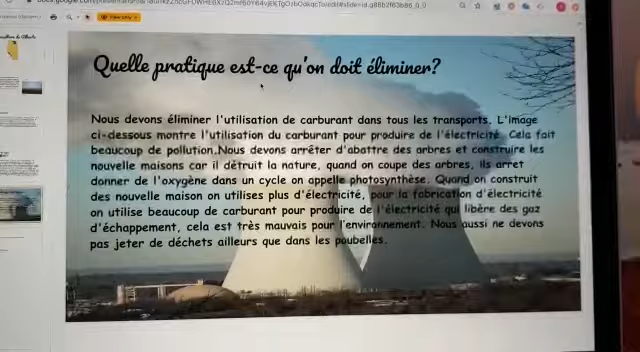 Quelle pratique est-ce qu'on doit éliminer?
Nous devons éliminer l'utilisation de carburant dans tous les transports. L'image
ci-dessous montre l'utilisation du carburant pour produire de l'électricité. Cela fait
beaucoup de pollution.Nous devons arrêter d'abattre des arbres et construire les
nouvelle maisons car il détruit la nature, quand on coupe des arbres, ils arret
donner de l'oxygène dans un cycle on appelle photosynthèse. Quand on construit
des nouvelle maison on utilises plus d'électricité, pour la fabrication d'électricité
on utilise beaucoup de carburant pour produire de l'électricité qui libère des gaz
d'échappement, cela est très mauvais pour l'environnement. Nous aussi ne devons
pas jeter de déchets ailleurs que dans les poubelles.